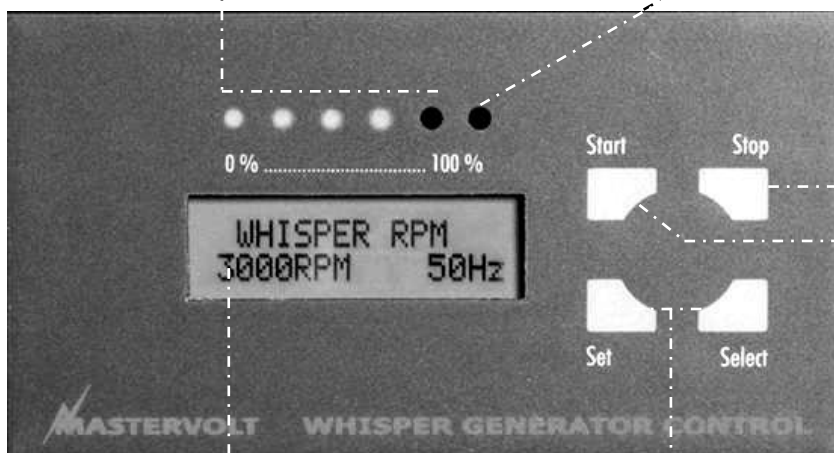 Start Stop
0 % ........................ 100 %
WHISPER RPM
3000RPM 50Hz
Set Select
MASTERVOLT WHISPER GENERATOR CONTROL